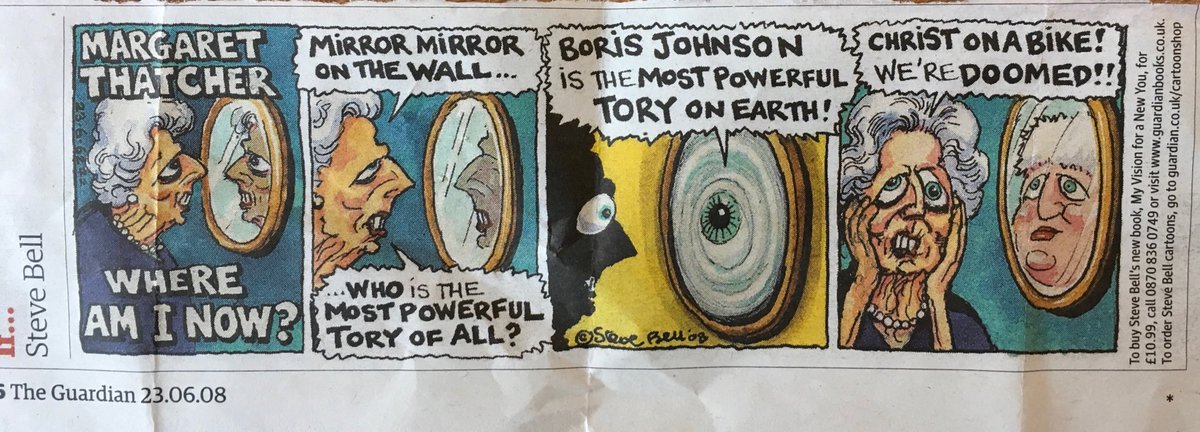 If...
Steve Bell
MARGARET
THATCHER
WHERE
AM I NOW?
MIRROR MIRROR
ON THE WALL...
...WHO IS THE
MOST POWERFUL
TORY OF ALL?
BORIS JOHNSON
IS THE MOST POWERFUL
TORY ON EARTH!
©Steve Bell '08
CHRIST ON A BIKE!
WE'RE DOOMED!!
To buy Steve Bell's new book, My Vision for a New You, for
£10.99, call 0870 836 0749 or visit www.guardianbooks.co.uk.
To order Steve Bell cartoons, go to guardian.co.uk/cartoonshop
The Guardian 23.06.08
*